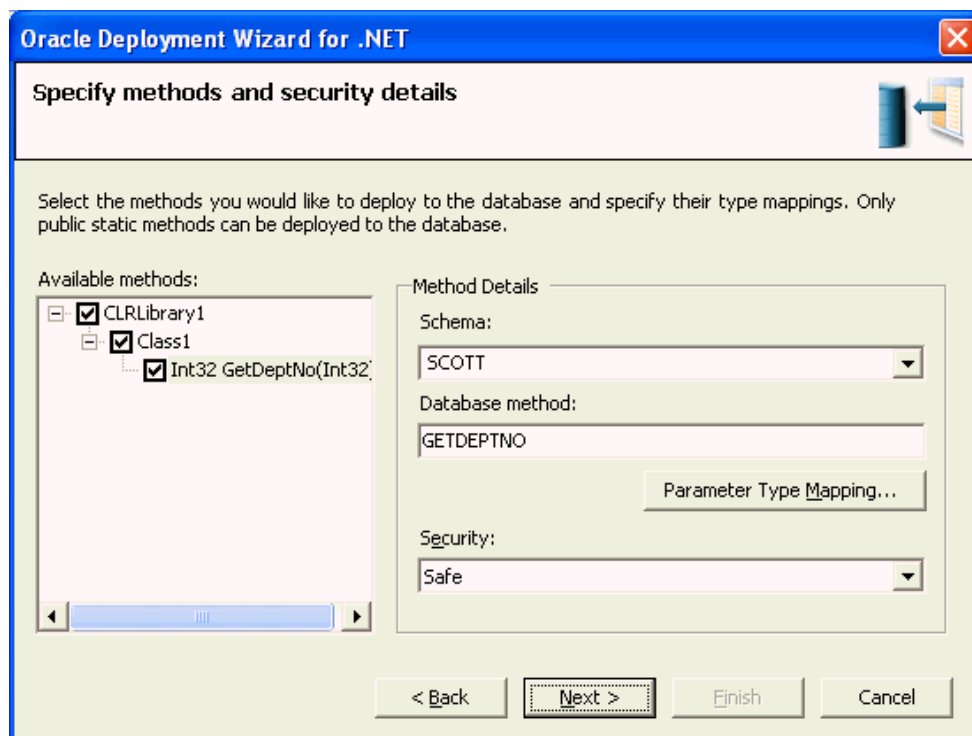 Oracle Deployment Wizard for .NET
Specify methods and security details
Select the methods you would like to deploy to the database and specify their type mappings. Only
public static methods can be deployed to the database.
Available methods:
CLRLibrary1
Class1
Int32 GetDeptNo(Int32)
Method Details
Schema:
SCOTT
Database method:
GETDEPTNO
Parameter Type Mapping...
Security:
Safe
< Back
Next >
Finish
Cancel